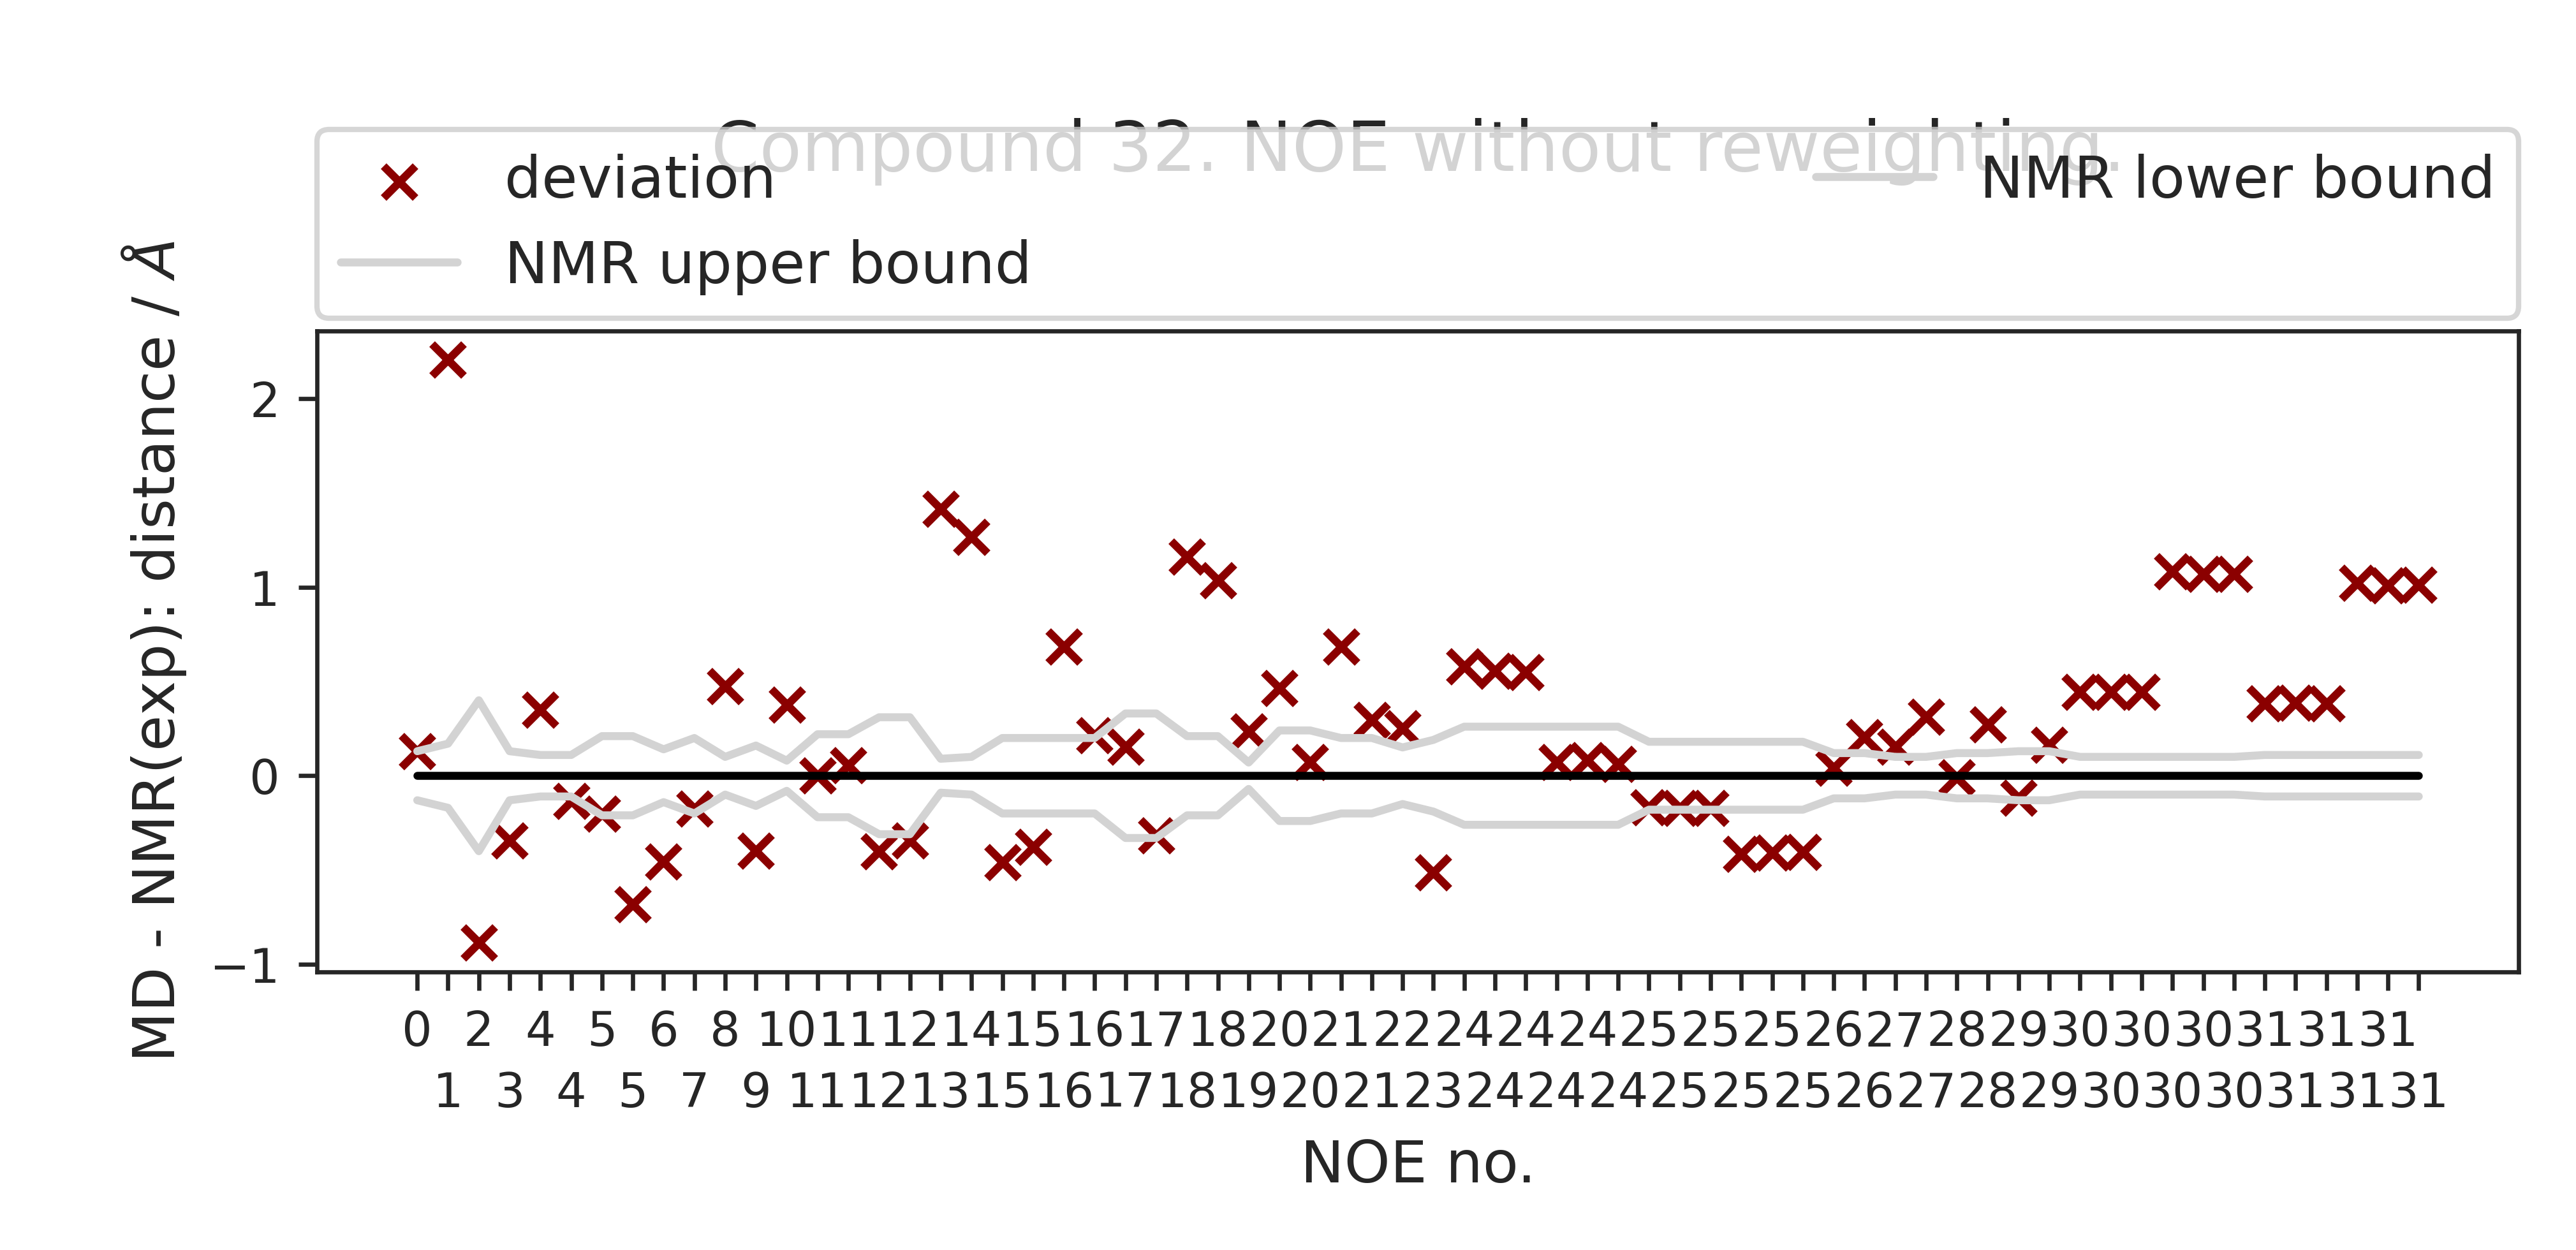 Compound 32. NOE without reweighting.
deviation
NMR upper bound
NMR lower bound
MD - NMR(exp): distance / Å
2
1
0
−1
0 2 4 5 6 8 10 11 12 14 15 16 17 18 20 21 22 24 24 24 25 25 25 26 27 28 29 30 30 30 31 31 31
1 3 4 5 7 9 11 12 13 15 16 17 18 19 20 21 23 24 24 24 25 25 25 26 27 28 29 30 30 30 31 31 31
NOE no.